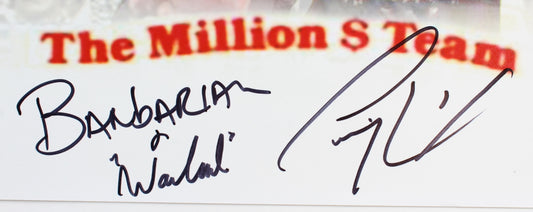 The Million $ Team
BARBARIAN
&
"Warlord"